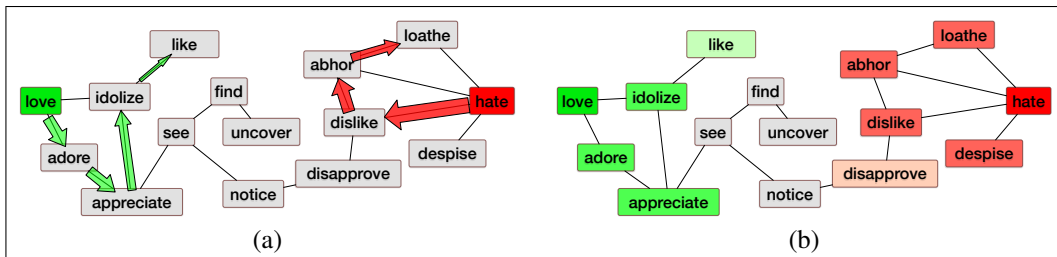 like
loathe
abhor
find
love
idolize
hate
dislike
see
uncover
adore
despise
disapprove
notice
appreciate
(a)
like
loathe
abhor
find
love
idolize
hate
dislike
see
uncover
adore
despise
disapprove
notice
appreciate
(b)